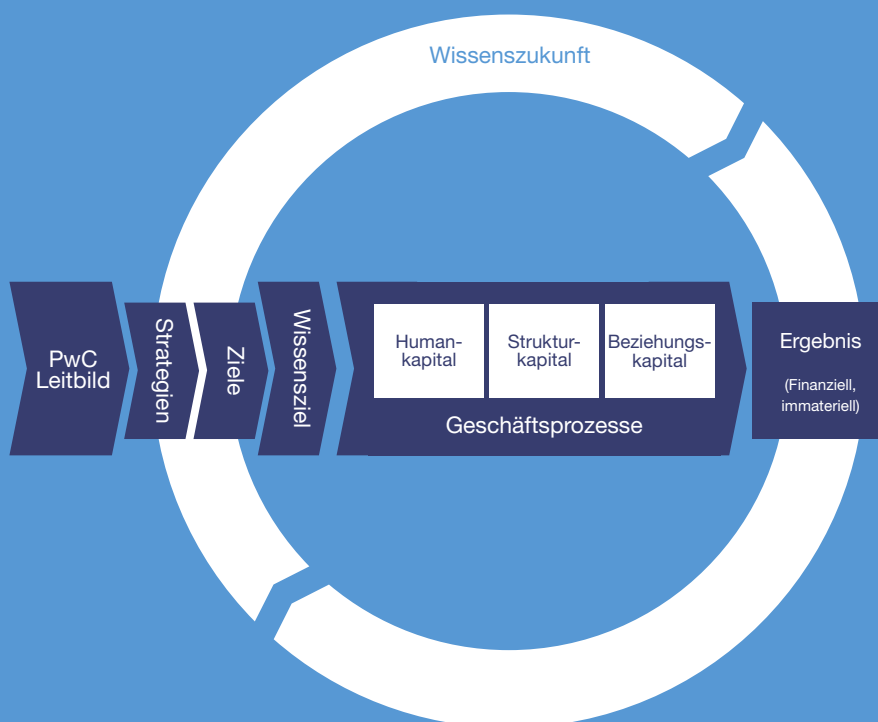 Wissenszukunft
PwC
Leitbild
Strategien
Ziele
Wissensziel
Human-
kapital
Struktur-
kapital
Beziehungs-
kapital
Geschäftsprozesse
Ergebnis
(Finanziell,
immateriell)